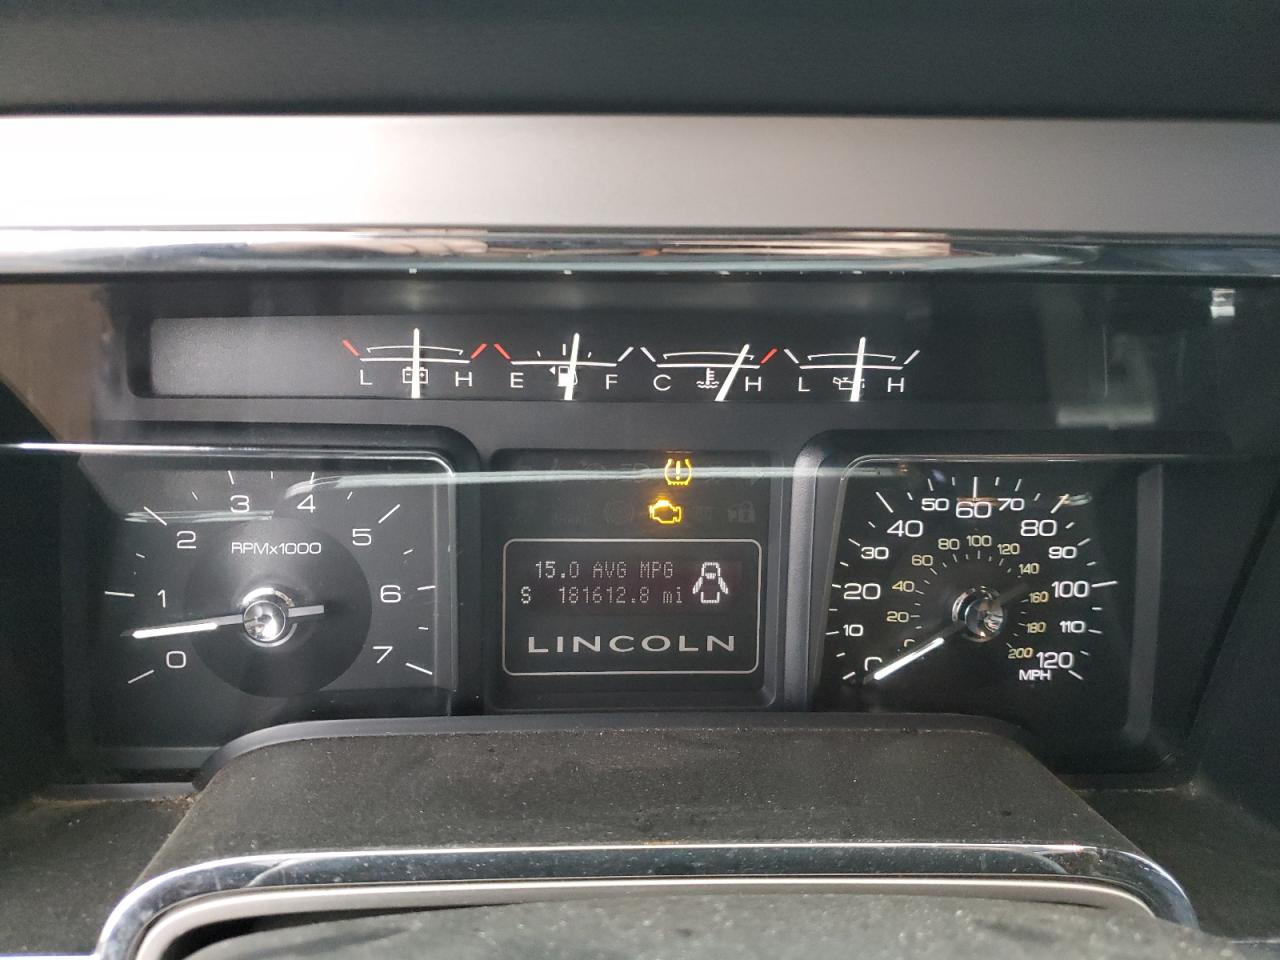 L H E F C H L H
RPMx1000
0 1 2 3 4 5 6 7
15.0 AVG MPG
S 181612.8 mi
LINCOLN
0 10 20 30 40 50 60 70 80 90 100 110 120
MPH
20 40 60 80 100 120 140 160 180 200